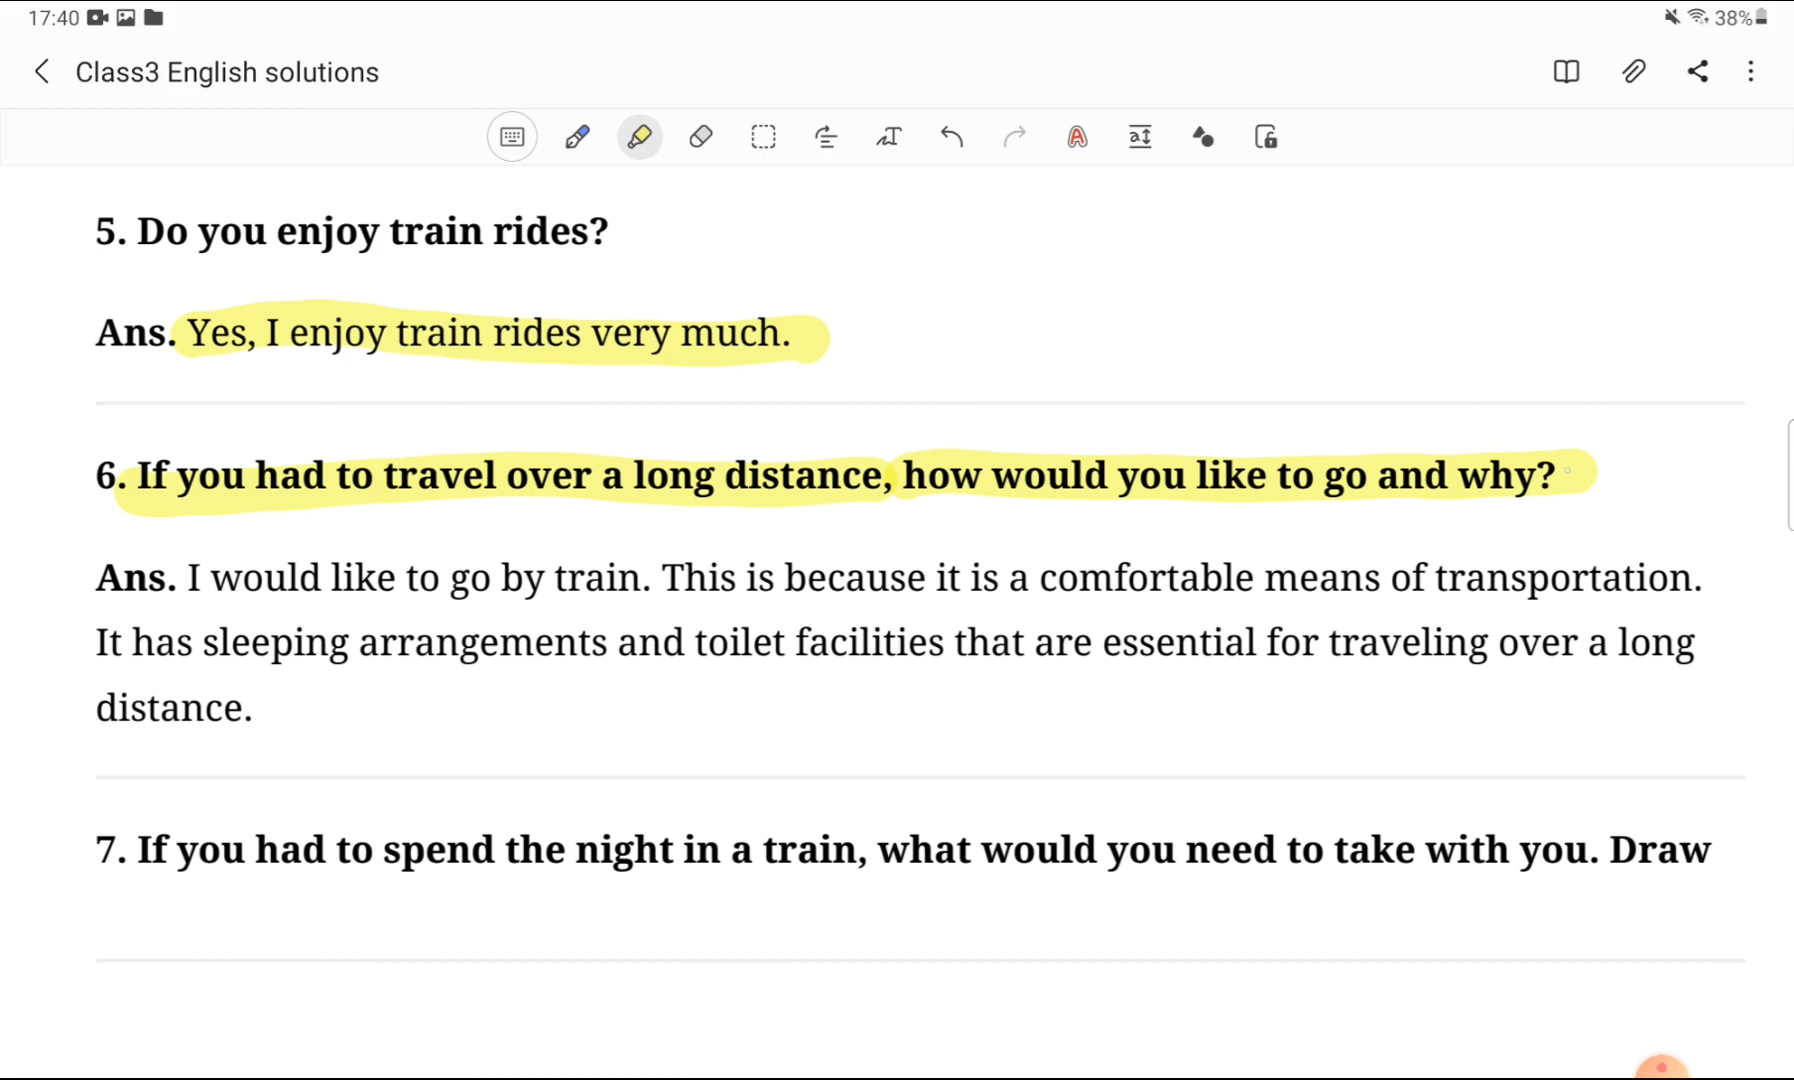 17:40
38%
Class3 English solutions
5. Do you enjoy train rides?
Ans. Yes, I enjoy train rides very much.
6. If you had to travel over a long distance, how would you like to go and why?
Ans. I would like to go by train. This is because it is a comfortable means of transportation.
It has sleeping arrangements and toilet facilities that are essential for traveling over a long
distance.
7. If you had to spend the night in a train, what would you need to take with you. Draw